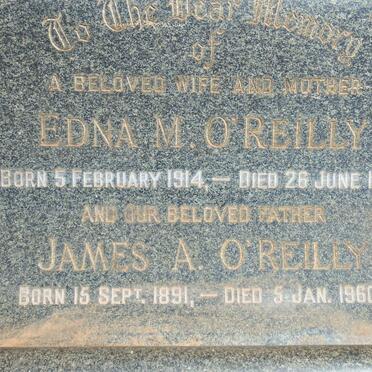 To The Dear Memory
of
A BELOVED WIFE AND MOTHER
EDNA M. O'REILLY
BORN 5 FEBRUARY 1914, — DIED 26 JUNE 1
AND OUR BELOVED FATHER
JAMES A. O'REILLY
BORN 15 SEPT. 1891, — DIED 5 JAN. 1960